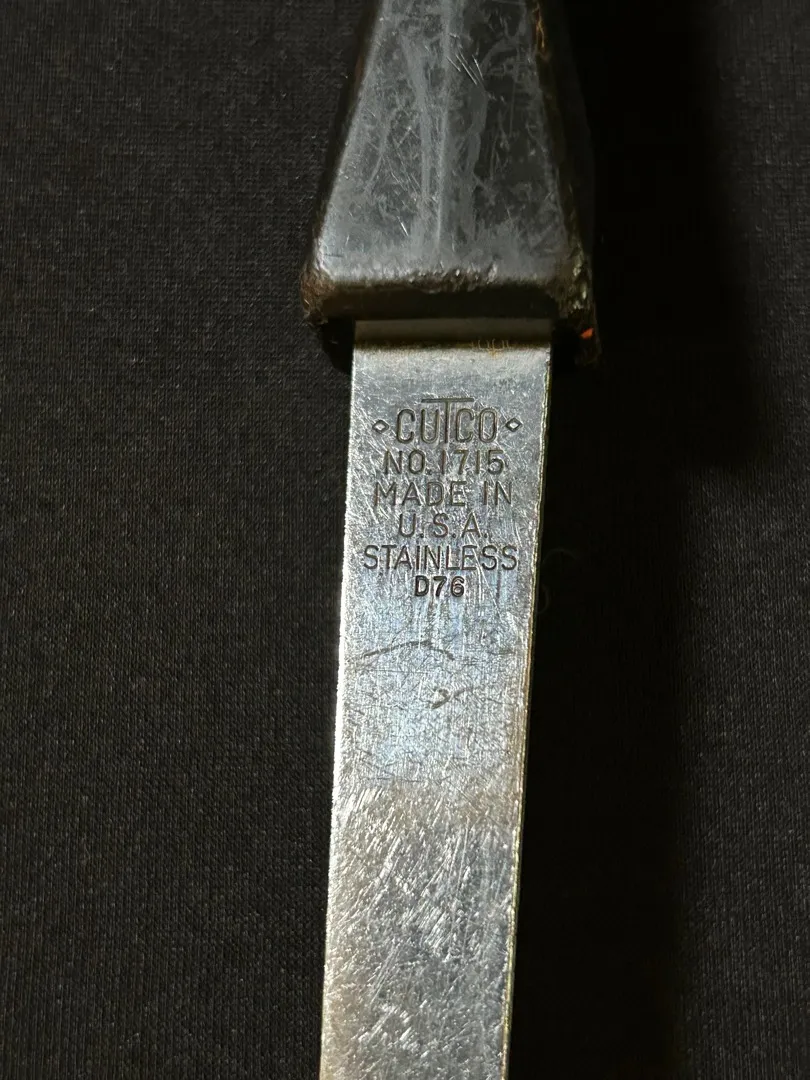 ◇CUTCO◇
NO.1715
MADE IN
U.S.A.
STAINLESS
D76